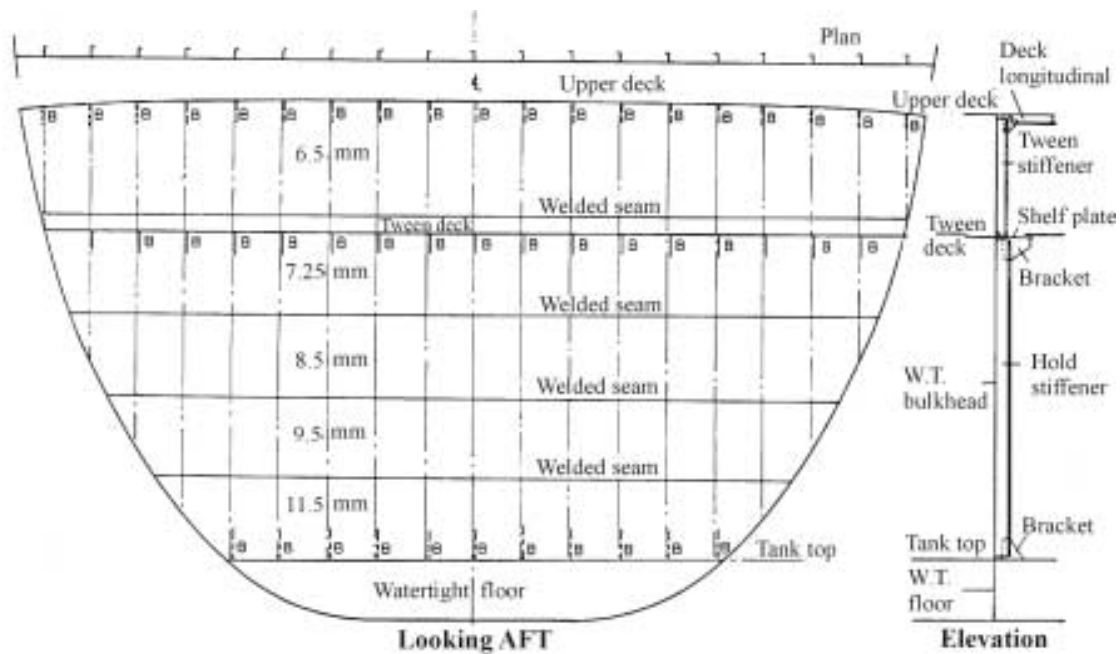 Plan
℄
Upper deck
6.5 mm
Welded seam
Tween deck
7.25 mm
Welded seam
8.5 mm
Welded seam
9.5 mm
Welded seam
11.5 mm
Tank top
Watertight floor
Looking AFT
Deck
longitudinal
Upper deck
Tween
stiffener
Shelf plate
Tween
deck
Bracket
Hold
stiffener
W.T.
bulkhead
Bracket
Tank top
W.T.
floor
Elevation